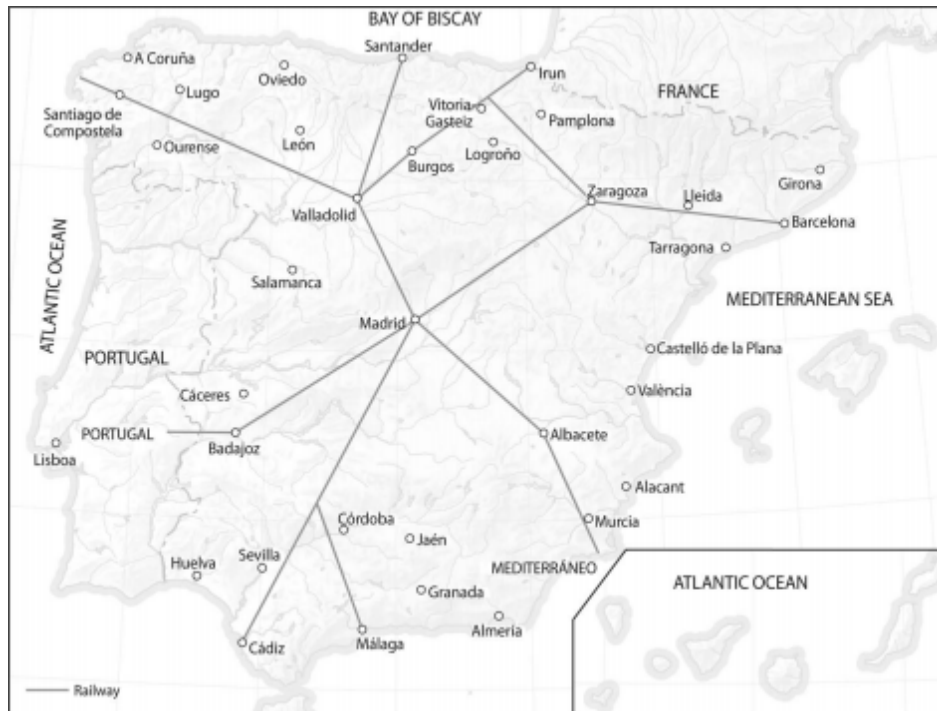 BAY OF BISCAY
Santander
A Coruña
Oviedo
Irun
Lugo
FRANCE
Santiago de
Compostela
Vitoria
Gasteiz
Pamplona
Ourense
León
Burgos
Logroño
Girona
Zaragoza
Lleida
Valladolid
Barcelona
Tarragona
ATLANTIC OCEAN
Salamanca
MEDITERRANEAN SEA
Madrid
Castelló de la Plana
PORTUGAL
Cáceres
València
PORTUGAL
Lisboa
Badajoz
Albacete
Alacant
Córdoba
Murcia
Jaén
Huelva
Sevilla
MEDITERRÁNEO
Granada
ATLANTIC OCEAN
Almería
Cádiz
Málaga
Railway